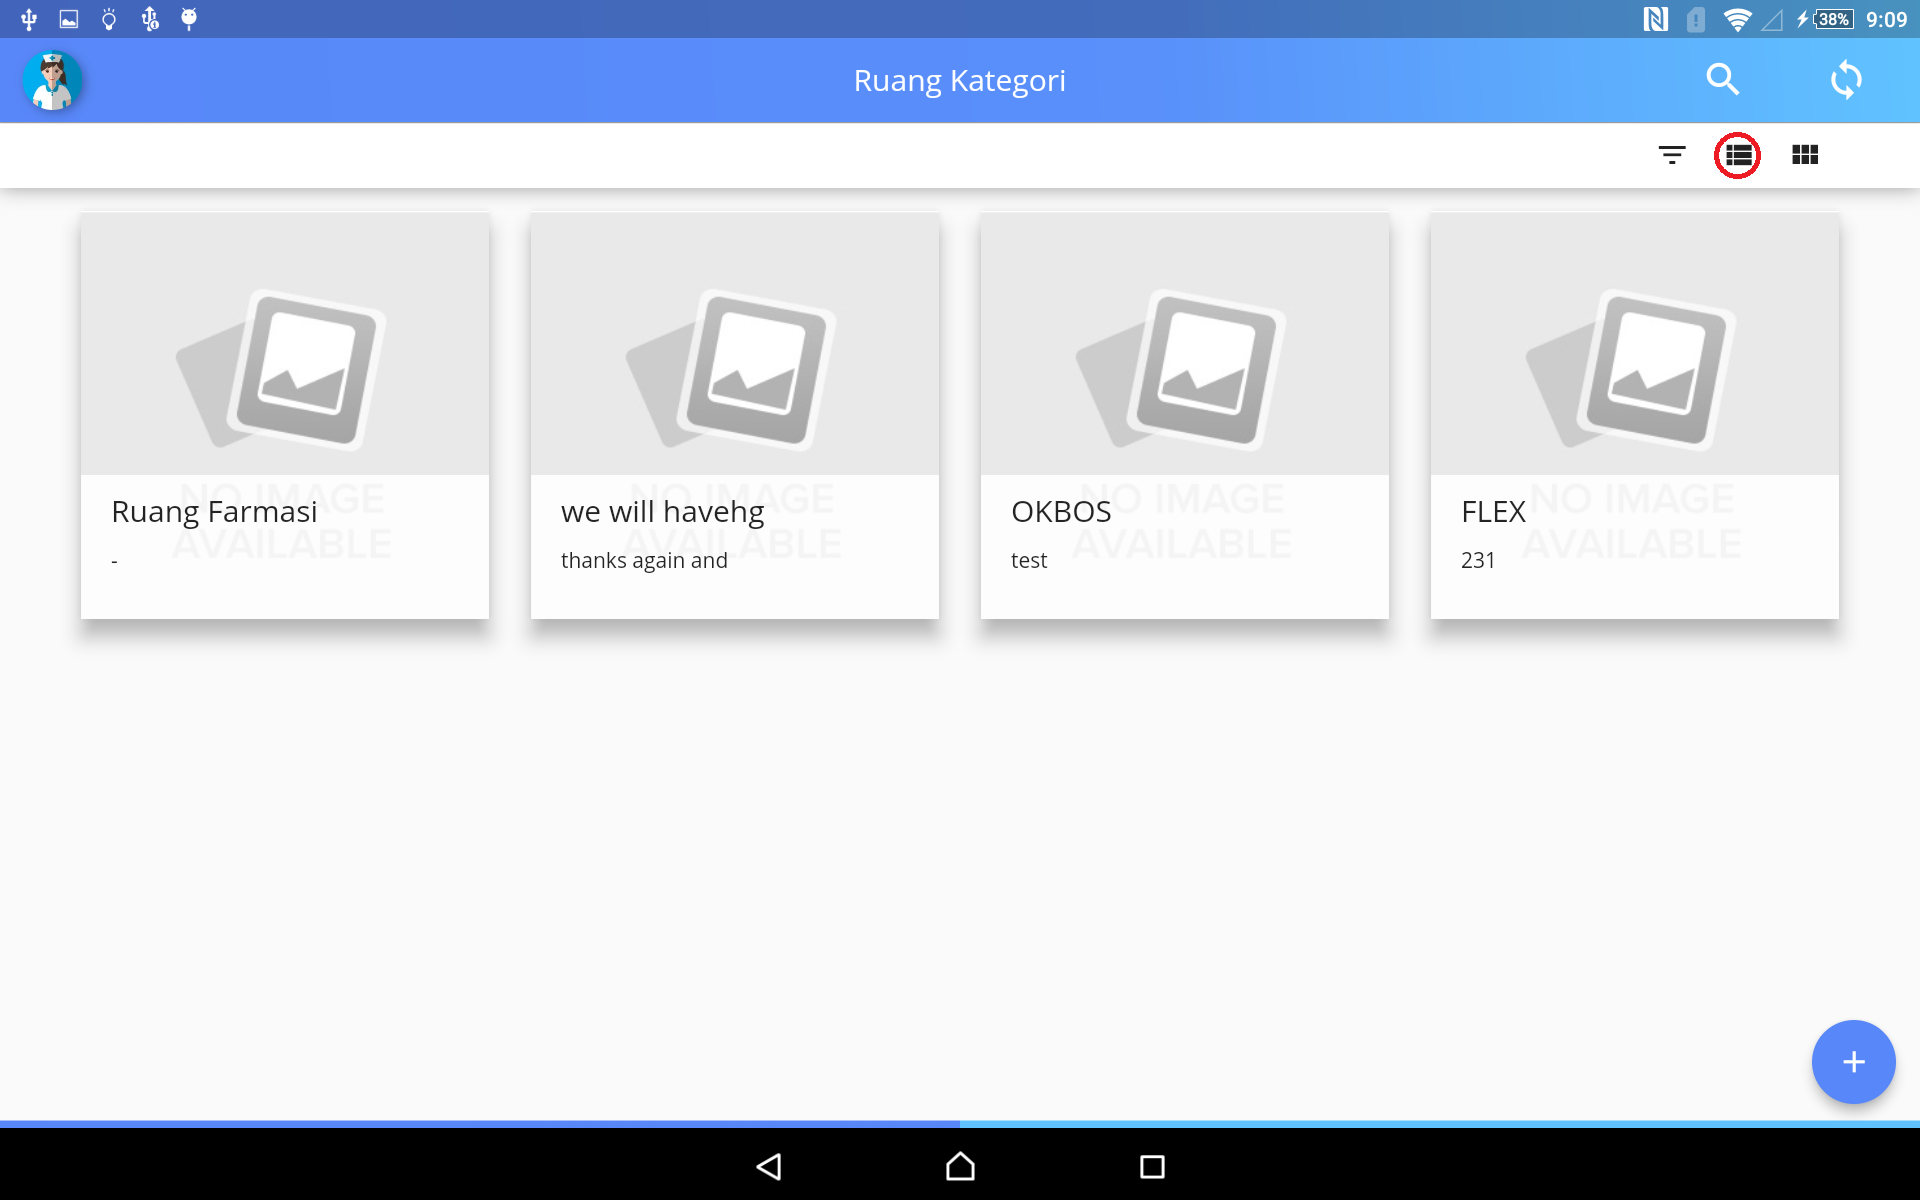 38% 9:09
Ruang Kategori
NO IMAGE AVAILABLE
Ruang Farmasi
-
NO IMAGE AVAILABLE
we will havehg
thanks again and
NO IMAGE AVAILABLE
OKBOS
test
NO IMAGE AVAILABLE
FLEX
231